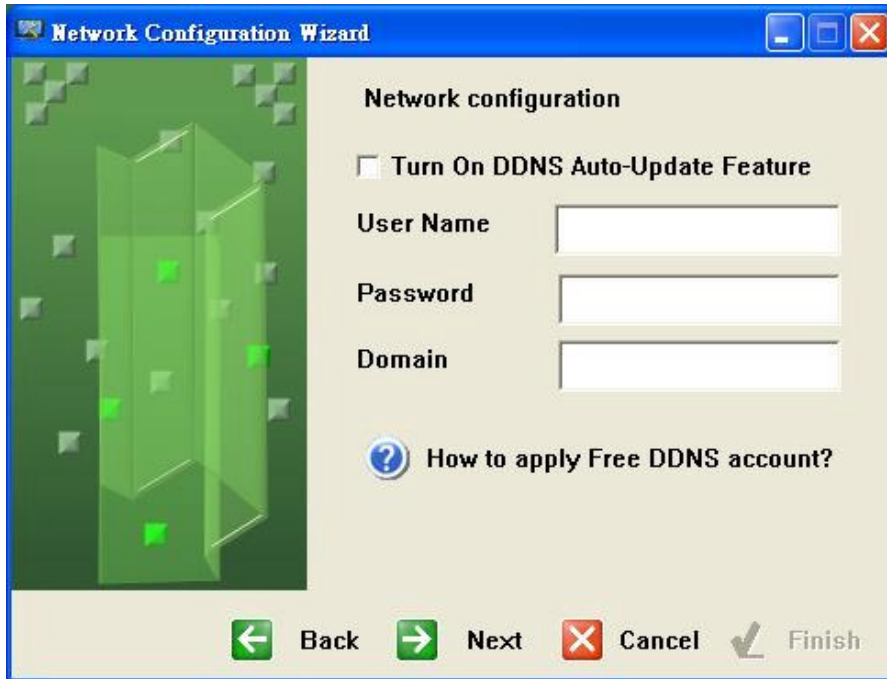 Network Configuration Wizard
Network configuration
Turn On DDNS Auto-Update Feature
User Name
Password
Domain
How to apply Free DDNS account?
Back Next Cancel Finish